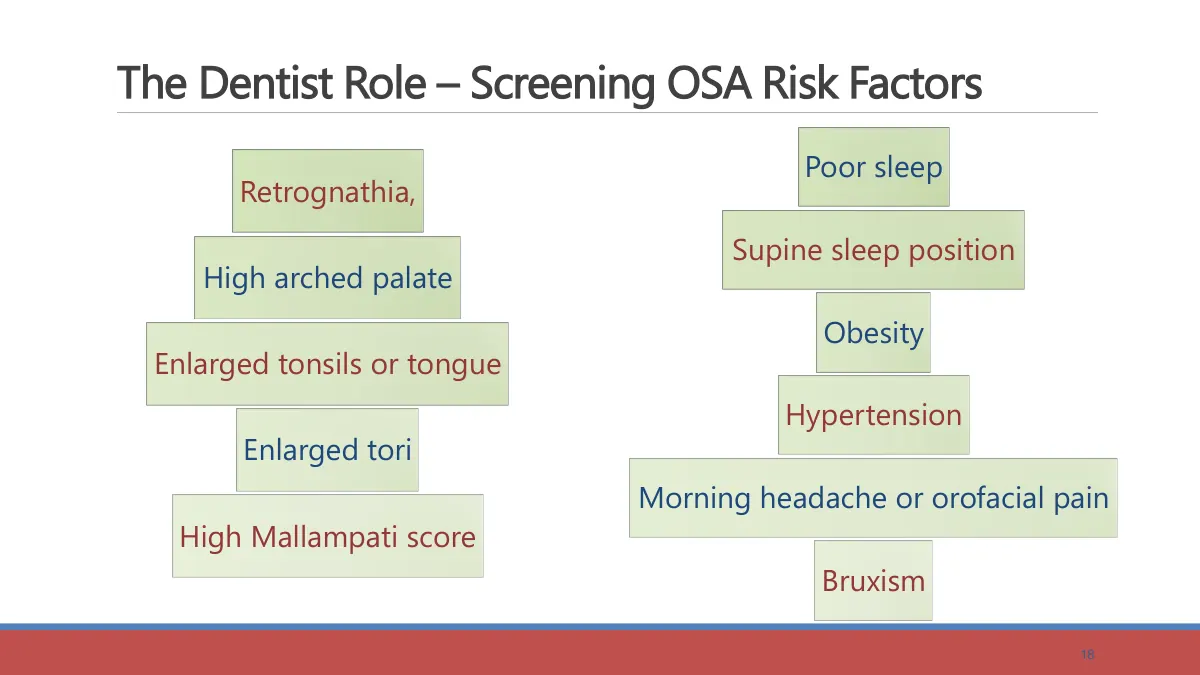 The Dentist Role – Screening OSA Risk Factors
Retrognathia,
High arched palate
Enlarged tonsils or tongue
Enlarged tori
High Mallampati score
Poor sleep
Supine sleep position
Obesity
Hypertension
Morning headache or orofacial pain
Bruxism
18